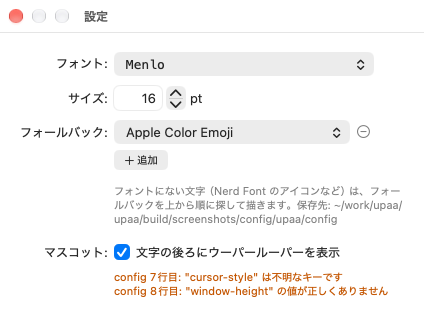 設定
フォント: Menlo
サイズ: 16 pt
フォールバック: Apple Color Emoji
+ 追加
フォントにない文字（Nerd Font のアイコンなど）は、フォー
ルバックを上から順に探して描きます。保存先: ~/work/upaa/
upaa/build/screenshots/config/upaa/config
マスコット: 文字の後ろにウーパールーパーを表示
config 7行目: "cursor-style" は不明なキーです
config 8行目: "window-height" の値が正しくありません